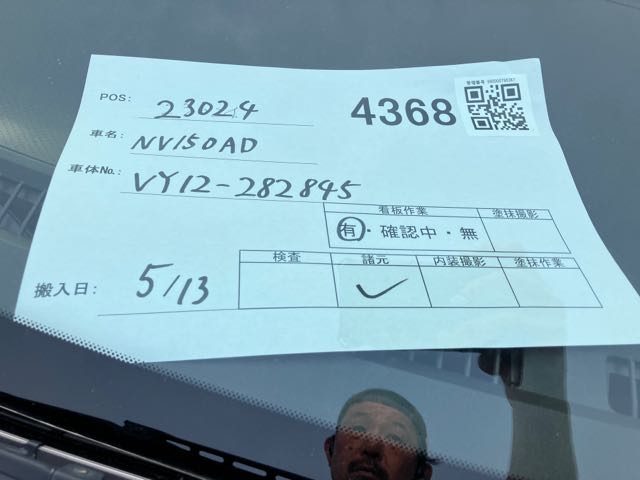 POS: 23024
4368
車名: NV150AD
車体No.: VY12-282845
看板作業 塗抹撮影
有・確認中・無
検査 諸元 内装撮影 塗抹作業
搬入日: 5/13